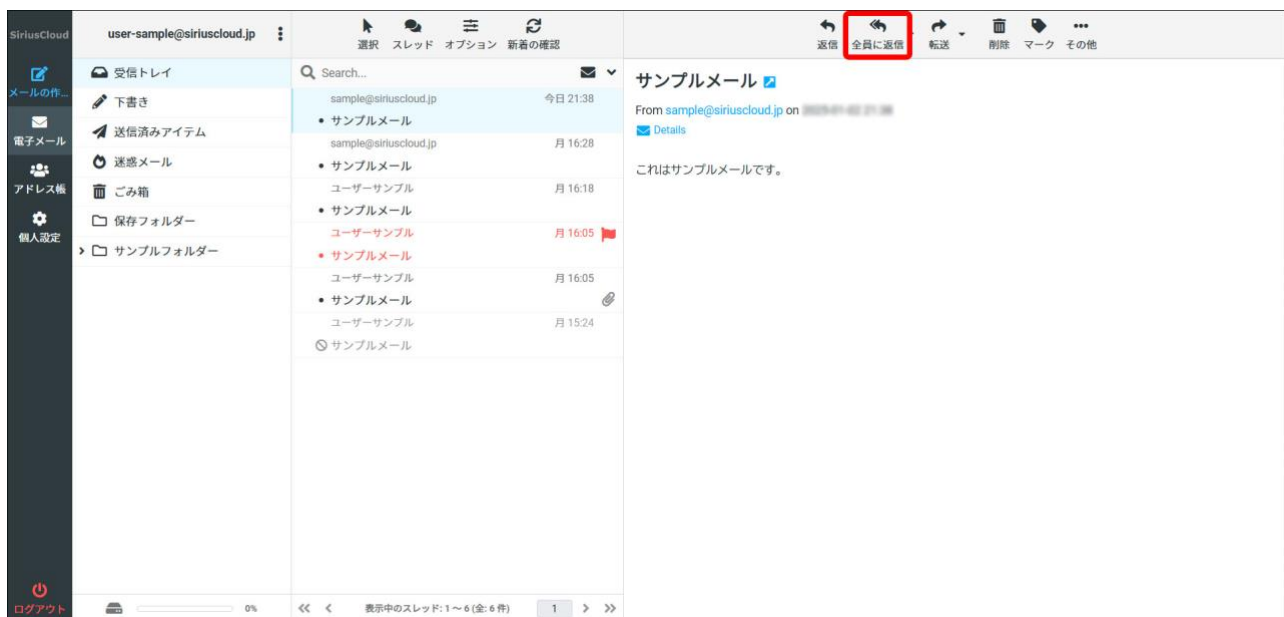 SiriusCloud
メールの作...
電子メール
アドレス帳
個人設定
ログアウト
user-sample@siriuscloud.jp
受信トレイ
下書き
送信済みアイテム
迷惑メール
ごみ箱
保存フォルダー
サンプルフォルダー
0%
選択 スレッド オプション 新着の確認
Search...
sample@siriuscloud.jp 今日 21:38
サンプルメール
sample@siriuscloud.jp 月 16:28
サンプルメール
ユーザーサンプル 月 16:18
サンプルメール
ユーザーサンプル 月 16:05
サンプルメール
ユーザーサンプル 月 16:05
サンプルメール
ユーザーサンプル 月 15:24
サンプルメール
表示中のスレッド: 1 ～ 6 (全: 6 件) 1
返信 全員に返信 転送 削除 マーク その他
サンプルメール
From sample@siriuscloud.jp on
Details
これはサンプルメールです。